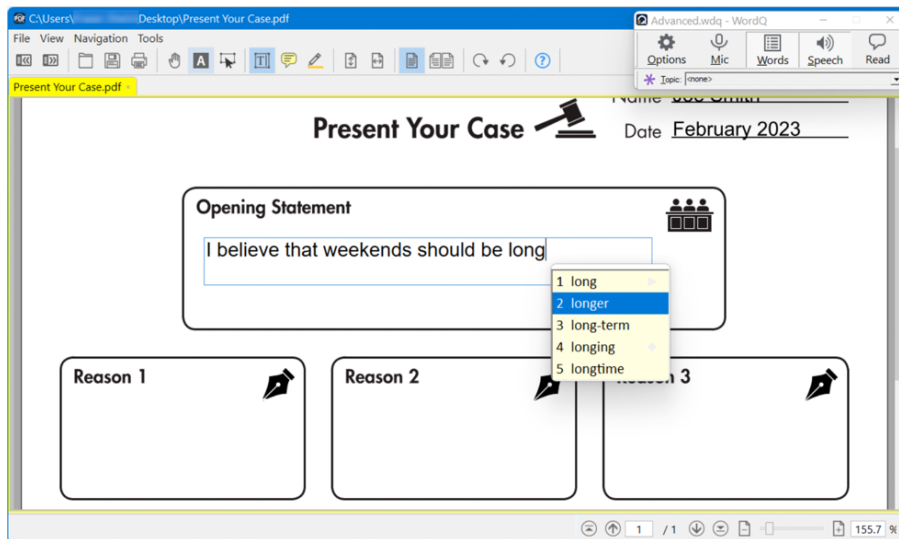 C:\Users\ Desktop\Present Your Case.pdf
Advanced.wdq - WordQ
File View Navigation Tools
Options Mic Words Speech Read
Topic: <none>
Present Your Case.pdf
Name Joe Smith
Present Your Case
Date February 2023
Opening Statement
I believe that weekends should be long
1 long
2 longer
3 long-term
4 longing
5 longtime
Reason 1 Reason 2 Reason 3
1 / 1 155.7 %